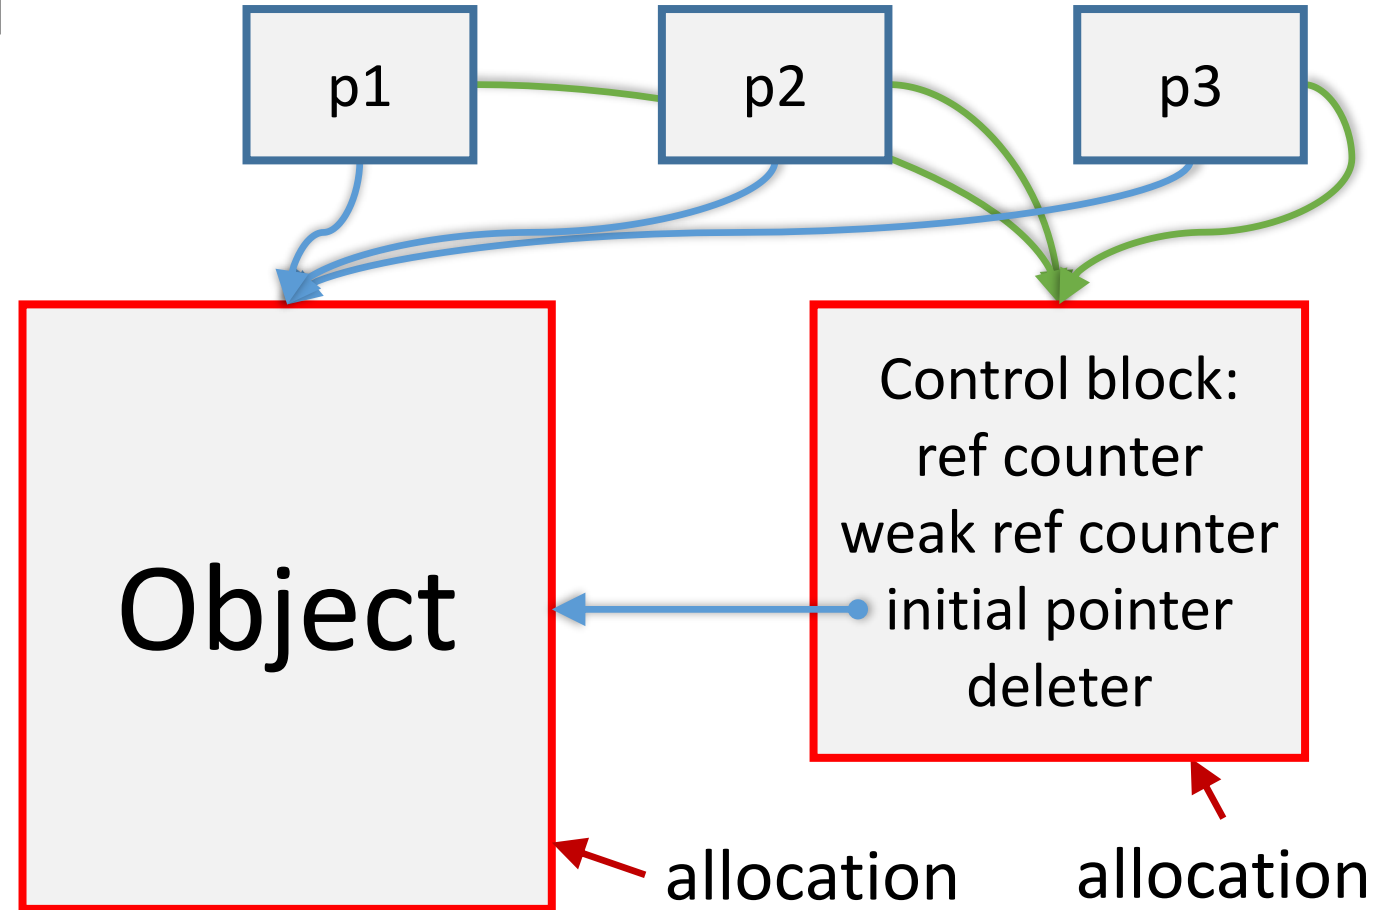 p1
p2
p3
Object
Control block:
ref counter
weak ref counter
initial pointer
deleter
allocation
allocation